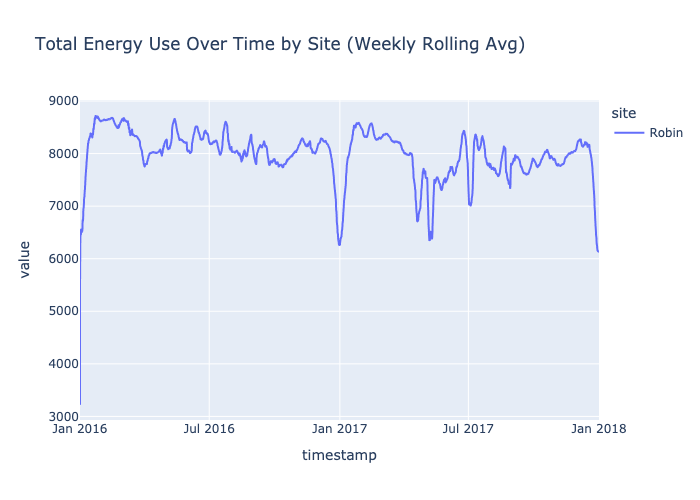 Total Energy Use Over Time by Site (Weekly Rolling Avg)
site
Robin
value
9000
8000
7000
6000
5000
4000
3000
Jan 2016
Jul 2016
Jan 2017
Jul 2017
Jan 2018
timestamp